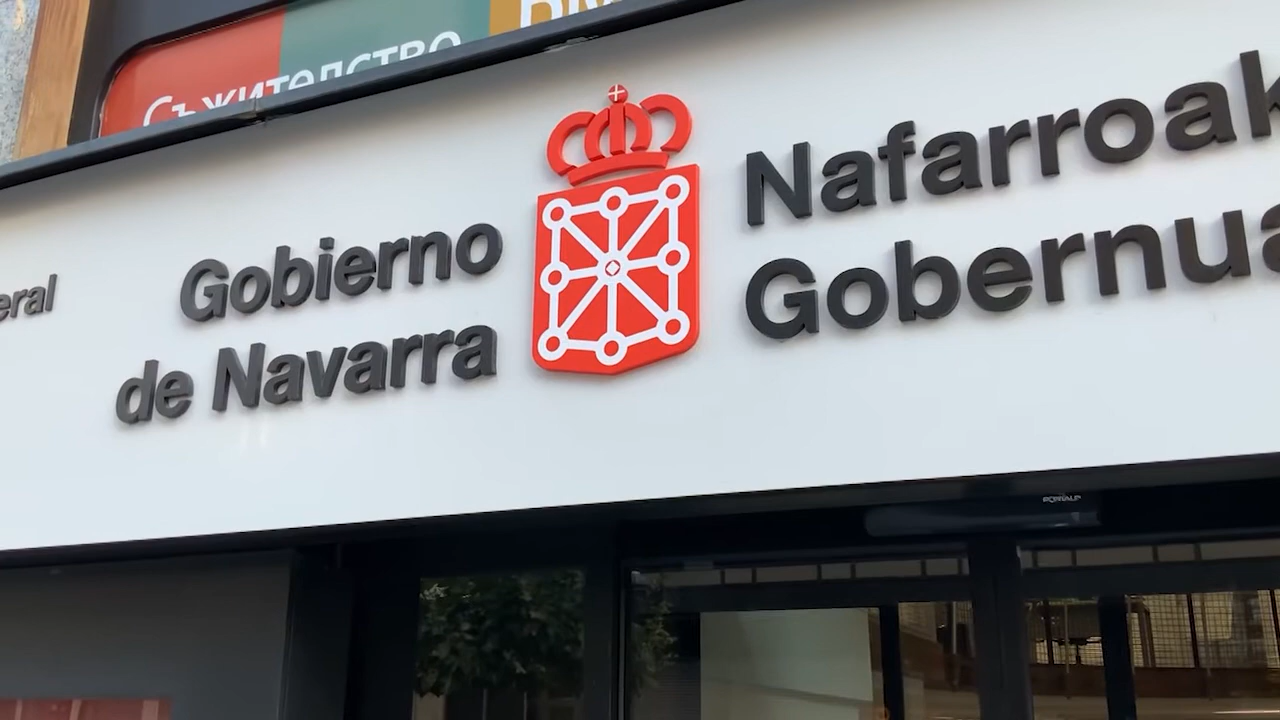 Съжителство
Gobierno
de Navarra
Nafarroak
Gobernua
eral